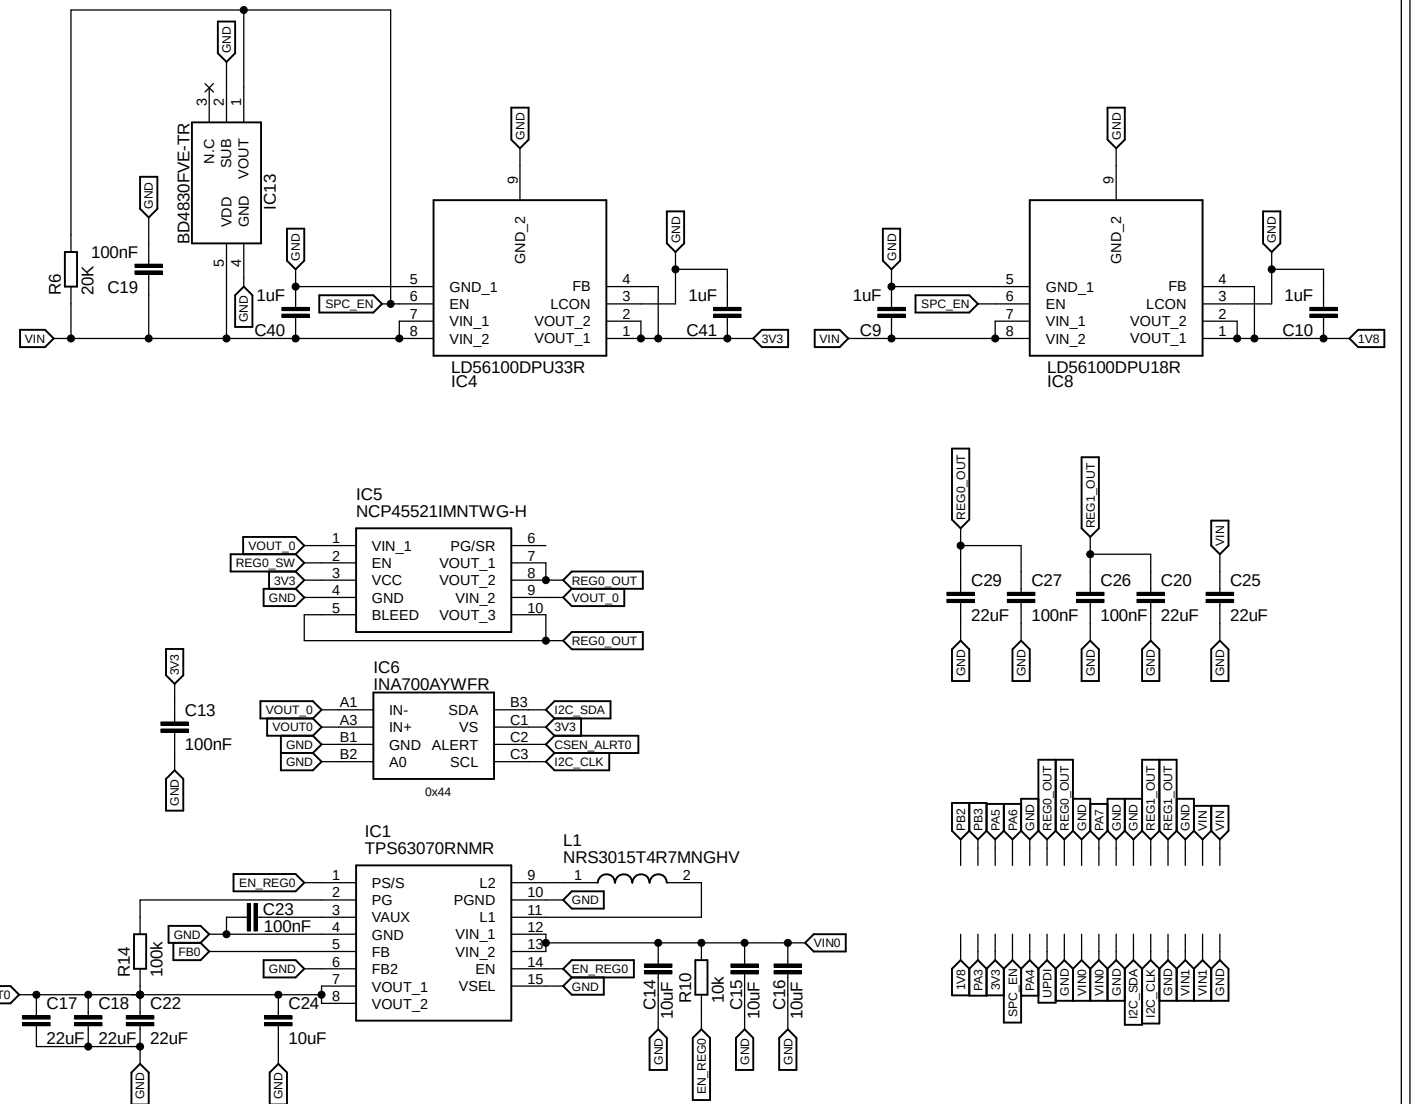 GND
3
2
1
N.C
SUB
VOUT
VDD
GND
BD4830FVE-TR
IC13
5
4
GND
R6
20K
GND
100nF
C19
GND
1uF
C40
SPC_EN
VIN
GND
9
GND_2
5 GND_1 FB 4
6 EN LCON 3
7 VIN_1 VOUT_2 2
8 VIN_2 VOUT_1 1
LD56100DPU33R
IC4
GND
1uF
C41
3V3
GND
1uF
C9
SPC_EN
VIN
GND
9
GND_2
5 GND_1 FB 4
6 EN LCON 3
7 VIN_1 VOUT_2 2
8 VIN_2 VOUT_1 1
LD56100DPU18R
IC8
GND
1uF
C10
1V8
IC5
NCP45521IMNTWG-H
VOUT_0 1 VIN_1 PG/SR 6
REG0_SW 2 EN VOUT_1 7
3V3 3 VCC VOUT_2 8 REG0_OUT
GND 4 GND VIN_2 9 VOUT_0
5 BLEED VOUT_3 10
REG0_OUT
REG0_OUT
REG1_OUT
VIN
C29 C27 C26 C20 C25
22uF 100nF 100nF 22uF 22uF
GND GND GND GND GND
3V3
C13
100nF
GND
IC6
INA700AYWFR
VOUT_0 A1 IN- SDA B3 I2C_SDA
VOUT0 A3 IN+ VS C1 3V3
GND B1 GND ALERT C2 CSEN_ALRT0
GND B2 A0 SCL C3 I2C_CLK
0x44
IC1
TPS63070RNMR
EN_REG0 1 PS/S L2 9
2 PG PGND 10 GND
3 VAUX L1 11
GND 4 GND VIN_1 12
FB0 5 FB VIN_2 13
GND 6 FB2 EN 14 EN_REG0
7 VOUT_1 VSEL 15 GND
8 VOUT_2
L1
NRS3015T4R7MNGHV
1 2
C23
100nF
R14
100k
T0
C17 C18 C22 C24
22uF 22uF 22uF 10uF
GND GND
VIN0
C14
10uF
R10
10k
C15
10uF
C16
10uF
GND EN_REG0 GND GND
PB2 PB3 PA5 PA6 GND REG0_OUT REG0_OUT GND PA7 GND GND REG1_OUT REG1_OUT GND VIN VIN
1V8 PA3 3V3 SPC_EN PA4 UPDI GND VIN0 VIN0 GND I2C_SDA I2C_CLK GND VIN1 VIN1 GND